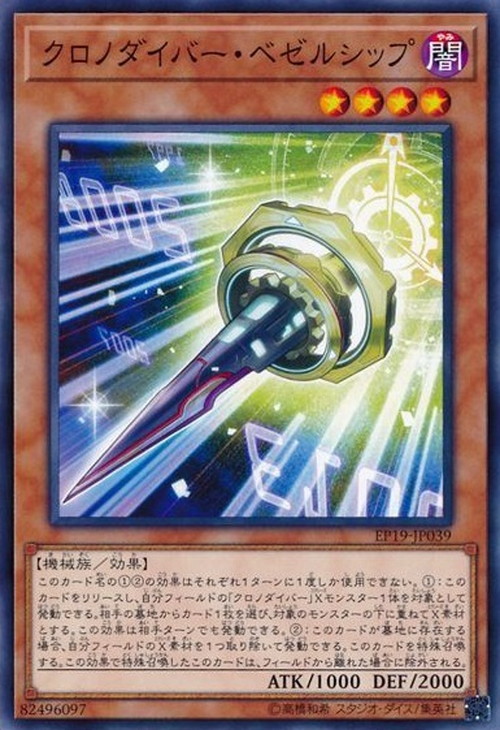 クロノダイバー・ベゼルシップ
闇
EP19-JP039
【機械族／効果】
このカード名の①②の効果はそれぞれ1ターンに1度しか使用できない。①：この
カードをリリースし、自分フィールドの「クロノダイバー」Xモンスター1体を対象として
発動できる。相手の墓地からカード1枚を選び、対象のモンスターの下に重ねてX素材
とする。この効果は相手ターンでも発動できる。②：このカードが墓地に存在する
場合、自分フィールドのX素材を1つ取り除いて発動できる。このカードを特殊召喚
する。この効果で特殊召喚したこのカードは、フィールドから離れた場合に除外される。
ATK/1000 DEF/2000
82496097
©高橋和希 スタジオ・ダイス/集英社